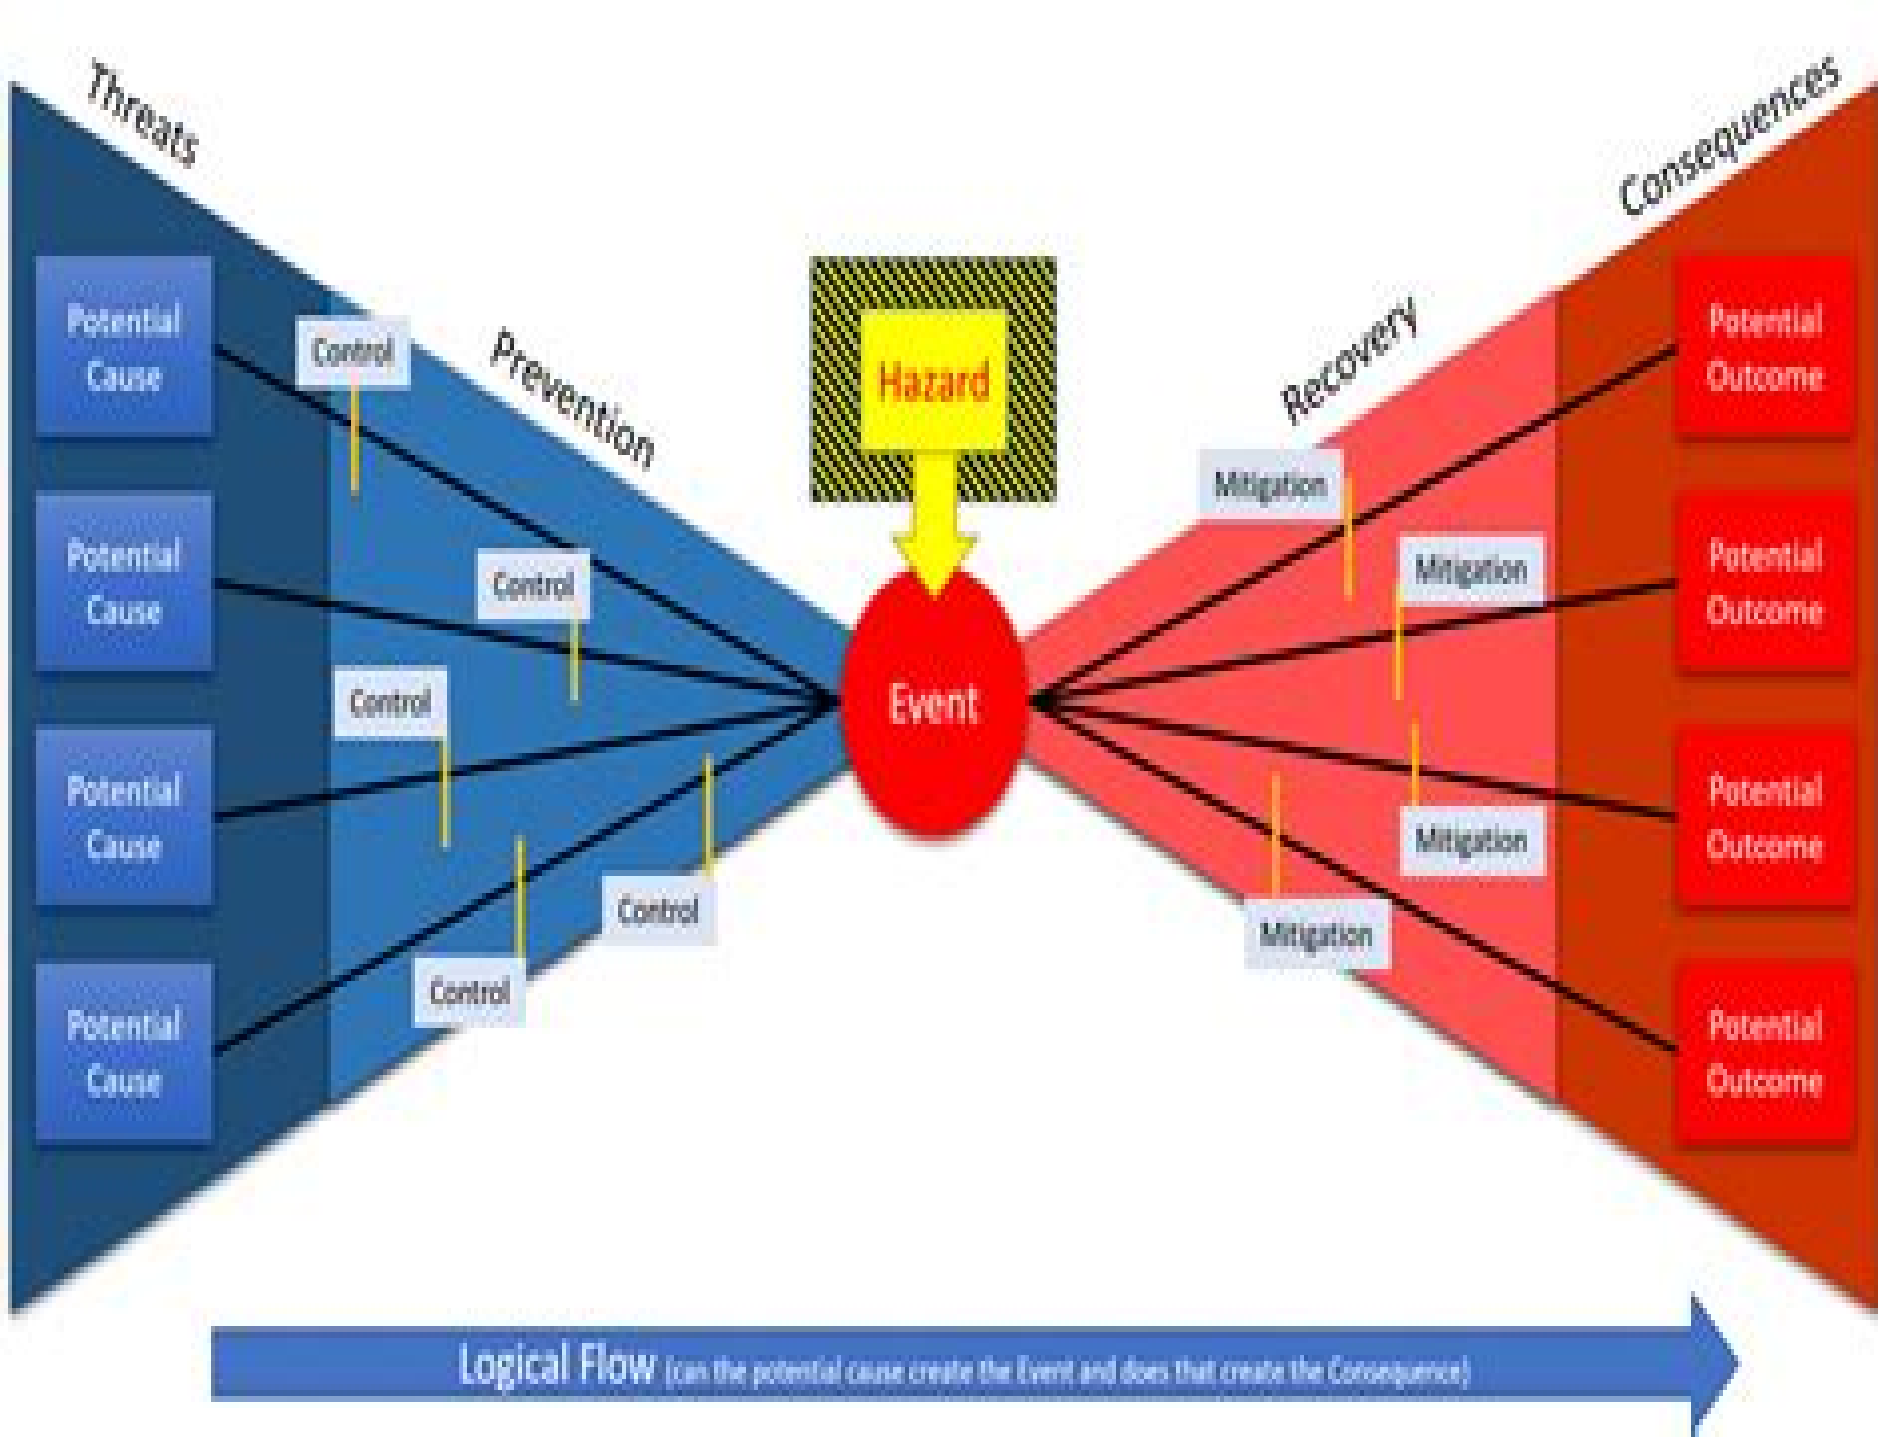 Threats
Consequences
Potential
Cause
Control
Prevention
Hazard
Recovery
Potential
Outcome
Mitigation
Potential
Cause
Control
Mitigation
Potential
Outcome
Control
Event
Potential
Cause
Mitigation
Potential
Outcome
Control
Mitigation
Control
Potential
Cause
Potential
Outcome
Logical Flow (can the potential cause create the Event and does that create the Consequence)